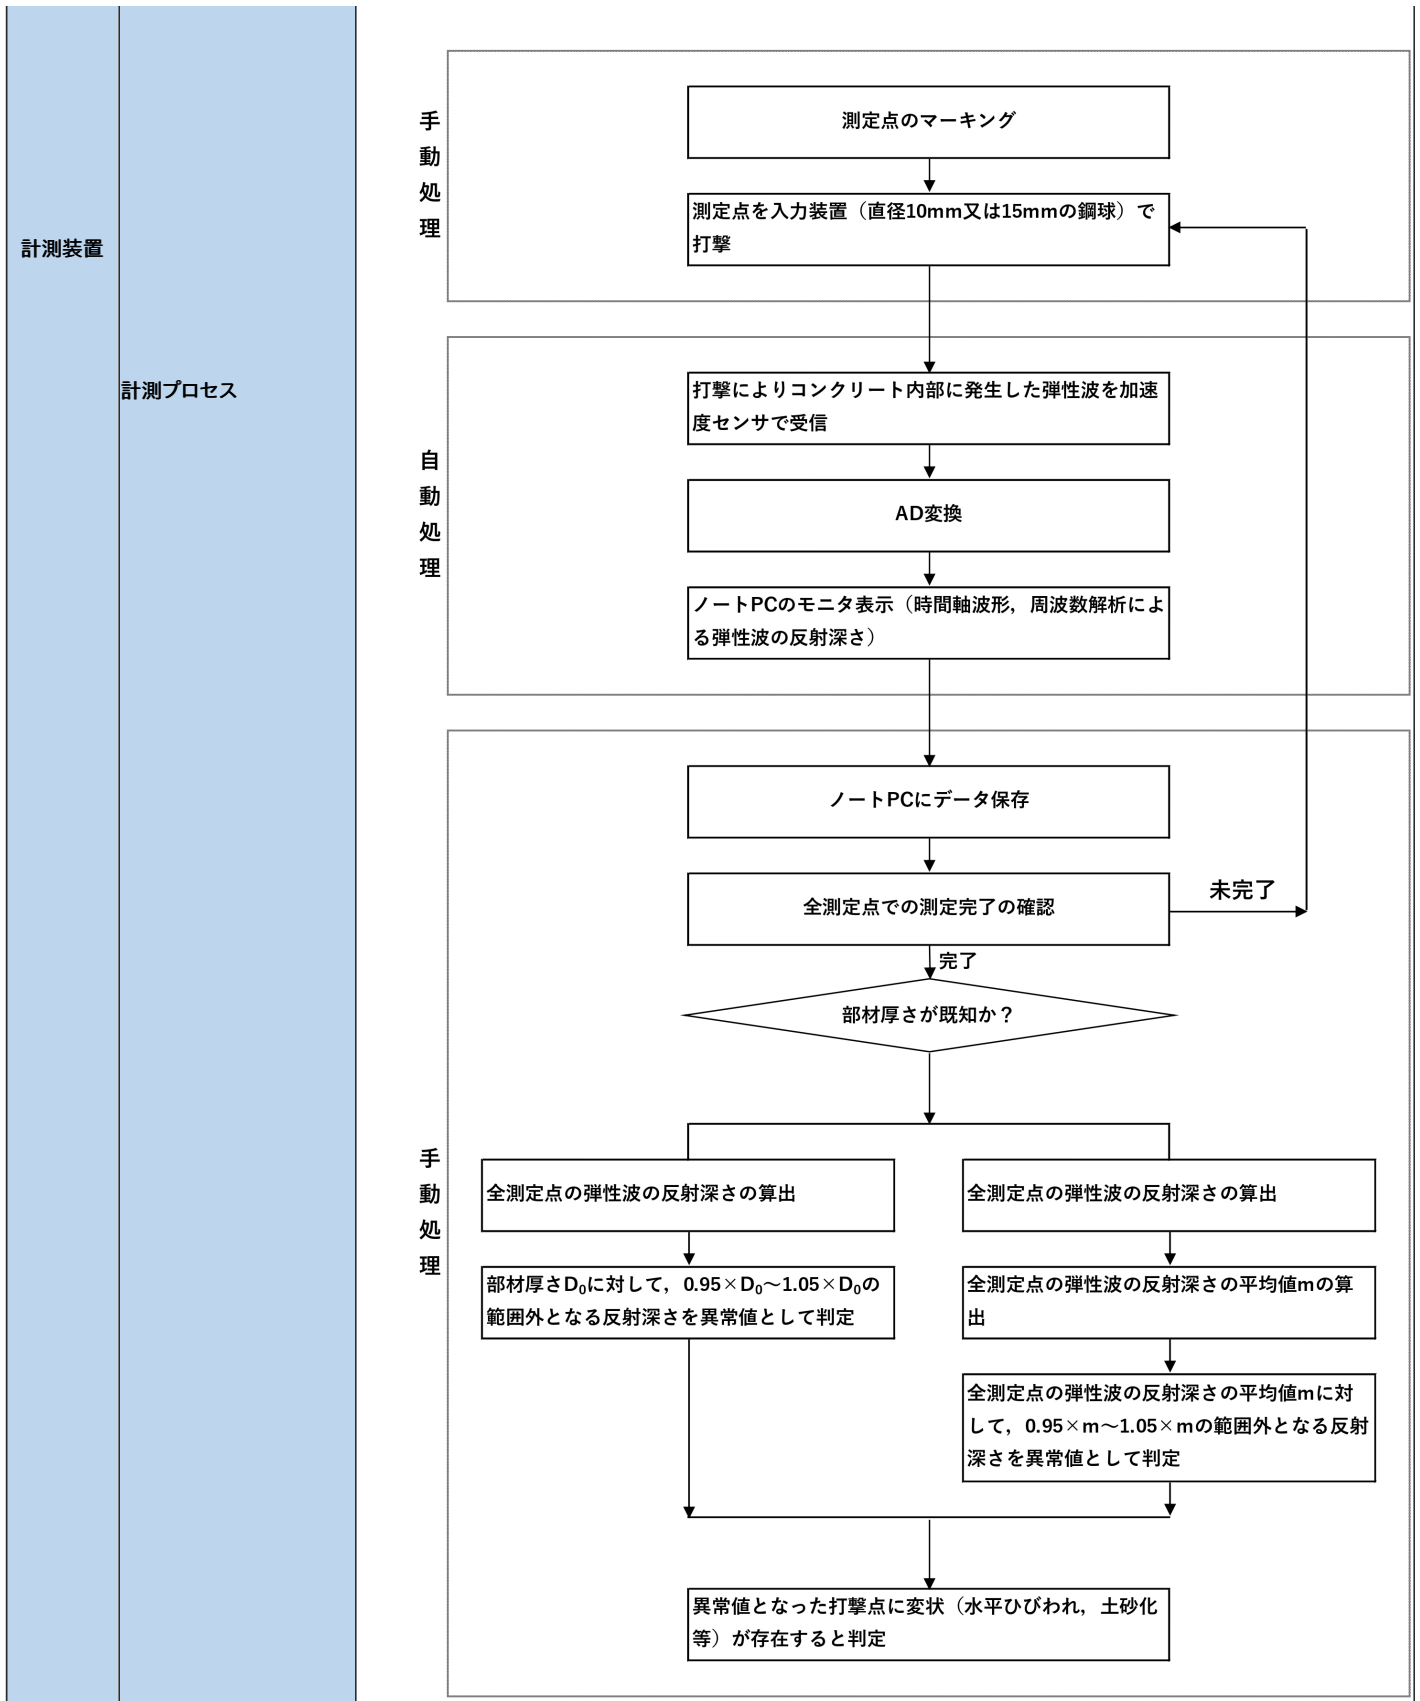 計測装置
計測プロセス
手
動
処
理
測定点のマーキング
測定点を入力装置（直径10mm又は15mmの鋼球）で
打撃
自
動
処
理
打撃によりコンクリート内部に発生した弾性波を加速
度センサで受信
AD変換
ノートPCのモニタ表示（時間軸波形，周波数解析によ
る弾性波の反射深さ）
手
動
処
理
ノートPCにデータ保存
全測定点での測定完了の確認
未完了
完了
部材厚さが既知か？
全測定点の弾性波の反射深さの算出
部材厚さD₀に対して，0.95×D₀～1.05×D₀の
範囲外となる反射深さを異常値として判定
全測定点の弾性波の反射深さの算出
全測定点の弾性波の反射深さの平均値mの算
出
全測定点の弾性波の反射深さの平均値mに対
して，0.95×m～1.05×mの範囲外となる反射
深さを異常値として判定
異常値となった打撃点に変状（水平ひびわれ，土砂化
等）が存在すると判定